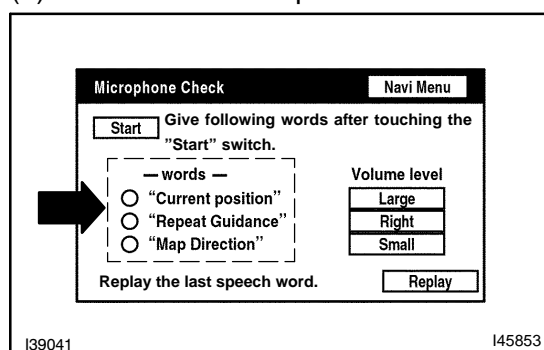 Microphone Check Navi Menu
Start Give following words after touching the
”Start” switch.
— words — Volume level
“Current position” Large
“Repeat Guidance” Right
“Map Direction” Small
Replay the last speech word. Replay
I39041 I45853